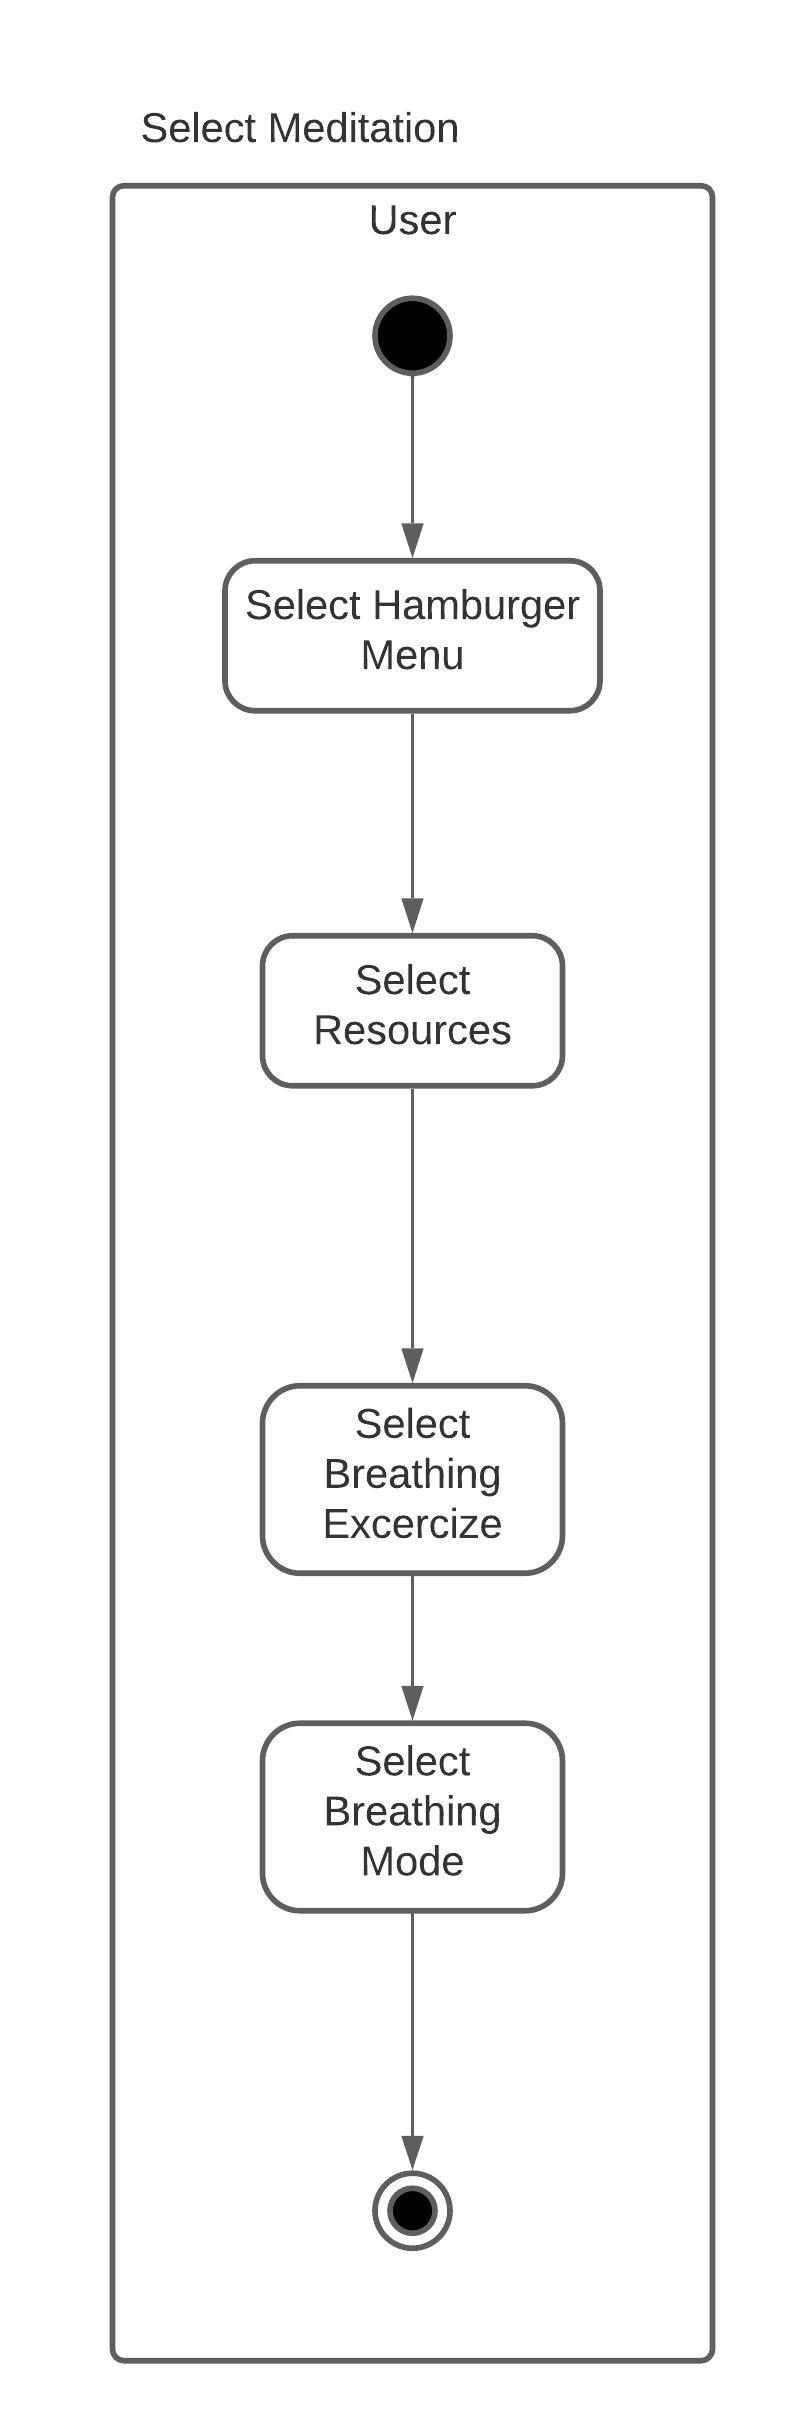 Select Meditation
User
Select Hamburger
Menu
Select
Resources
Select
Breathing
Excercize
Select
Breathing
Mode